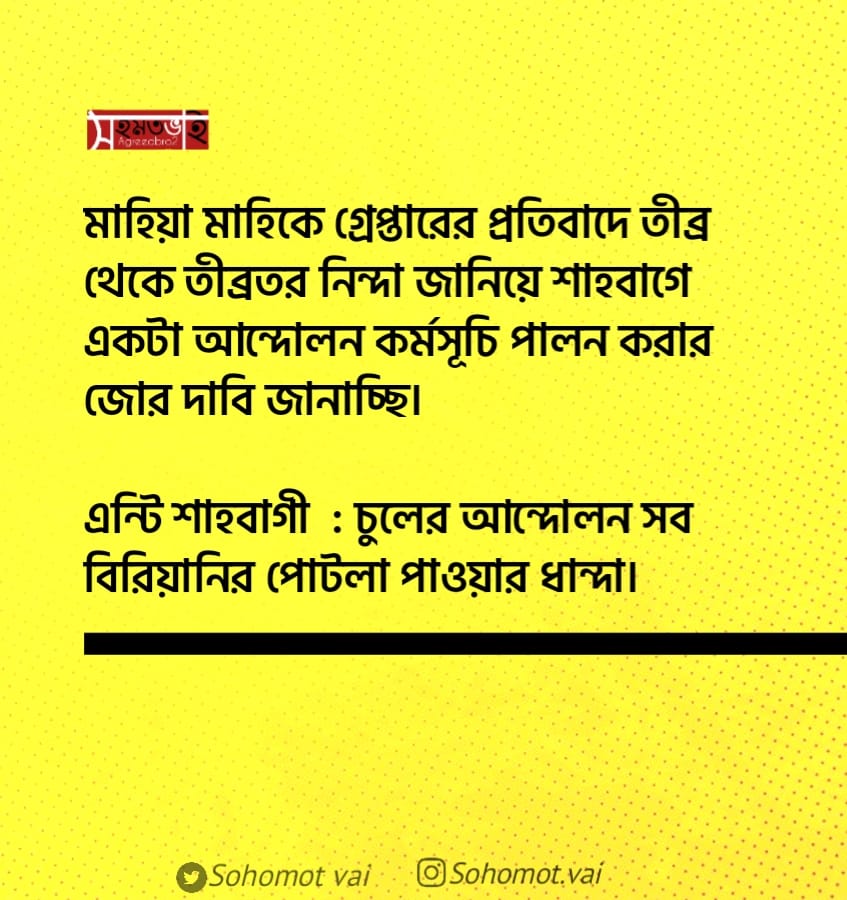 সহমতভাই
Agreeabro2
মাহিয়া মাহিকে গ্রেপ্তারের প্রতিবাদে তীব্র
থেকে তীব্রতর নিন্দা জানিয়ে শাহবাগে
একটা আন্দোলন কর্মসূচি পালন করার
জোর দাবি জানাচ্ছি।
এন্টি শাহবাগী : চুলের আন্দোলন সব
বিরিয়ানির পোটলা পাওয়ার ধান্দা।
Sohomot vai
Sohomot.vai